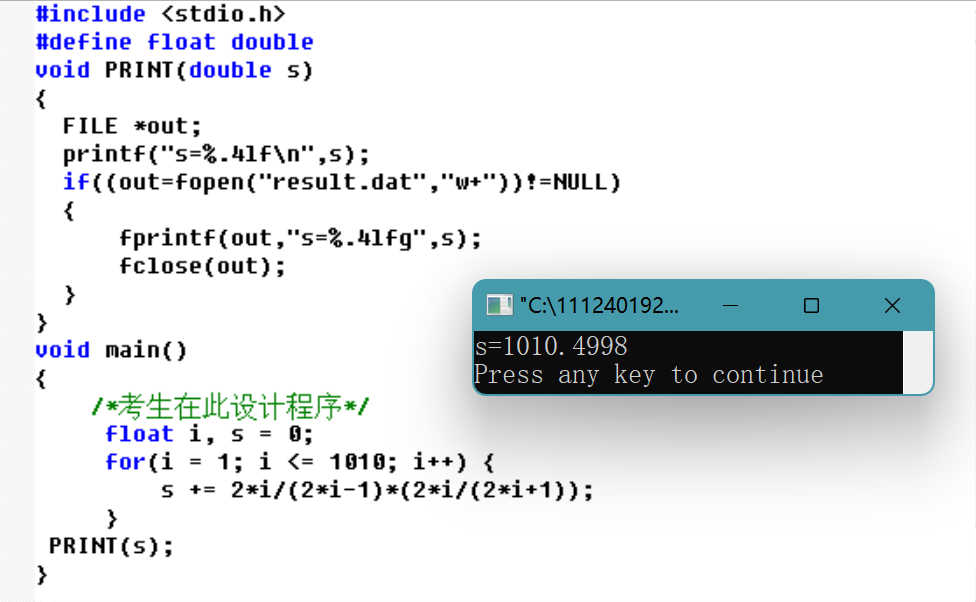 #include <stdio.h>
#define float double
void PRINT(double s)
{
FILE *out;
printf("s=%.4lf\n",s);
if((out=fopen("result.dat","w+"))!=NULL)
{
fprintf(out,"s=%.4lfg",s);
fclose(out);
}
}
void main()
{
/*考生在此设计程序*/
float i, s = 0;
for(i = 1; i <= 1010; i++) {
s += 2*i/(2*i-1)*(2*i/(2*i+1));
}
PRINT(s);
}
"C:\111240192...
s=1010.4998
Press any key to continue